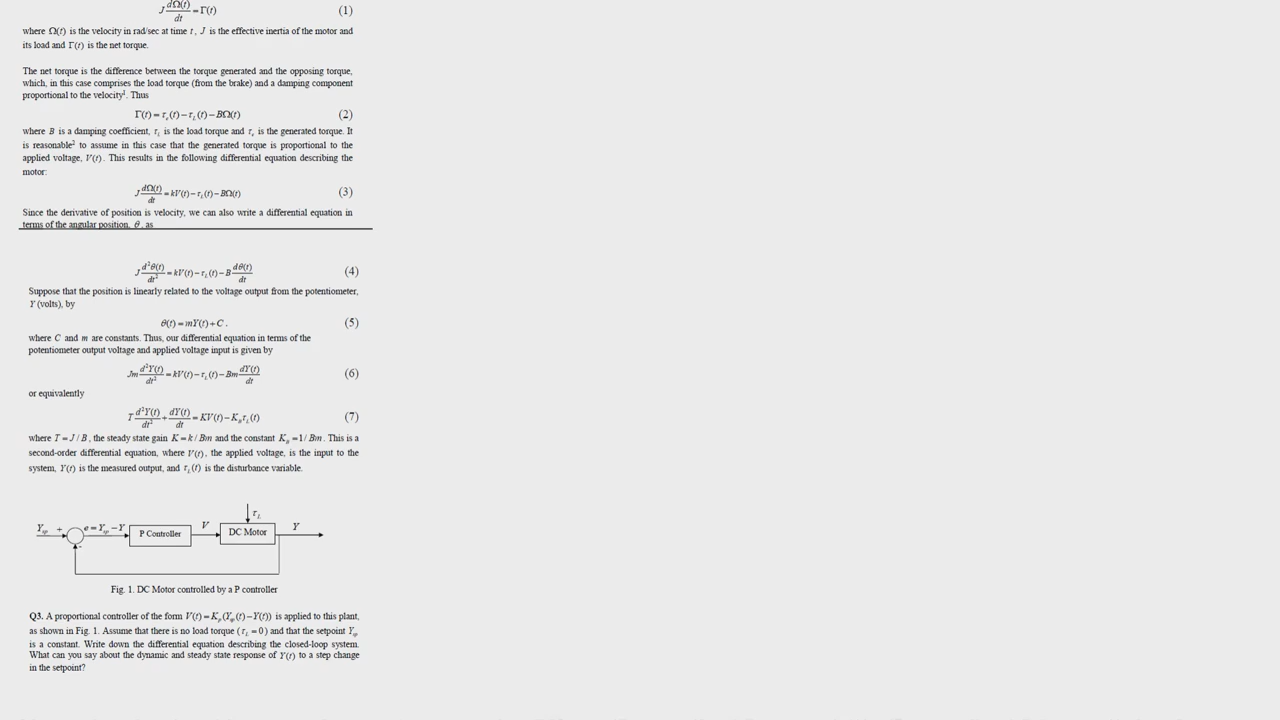 J dΩ(t)/dt = Γ(t) (1)
where Ω(t) is the velocity in rad/sec at time t, J is the effective inertia of the motor and
its load and Γ(t) is the net torque.
The net torque is the difference between the torque generated and the opposing torque,
which, in this case comprises the load torque (from the brake) and a damping component
proportional to the velocity¹. Thus
Γ(t) = τe(t) − τL(t) − BΩ(t) (2)
where B is a damping coefficient, τL is the load torque and τe is the generated torque. It
is reasonable² to assume in this case that the generated torque is proportional to the
applied voltage, V(t). This results in the following differential equation describing the
motor:
J dΩ(t)/dt = kV(t) − τL(t) − BΩ(t) (3)
Since the derivative of position is velocity, we can also write a differential equation in
terms of the angular position, θ, as
J d²θ(t)/dt² = kV(t) − τL(t) − B dθ(t)/dt (4)
Suppose that the position is linearly related to the voltage output from the potentiometer,
Y (volts), by
θ(t) = mY(t) + C. (5)
where C and m are constants. Thus, our differential equation in terms of the
potentiometer output voltage and applied voltage input is given by
Jm d²Y(t)/dt² = kV(t) − τL(t) − Bm dY(t)/dt (6)
or equivalently
T d²Y(t)/dt² + dY(t)/dt = KV(t) − KBτL(t) (7)
where T = J / B, the steady state gain K = k / Bm and the constant KB = 1 / Bm. This is a
second-order differential equation, where V(t), the applied voltage, is the input to the
system, Y(t) is the measured output, and τL(t) is the disturbance variable.
τL
Ysp + e = Ysp − Y P Controller V DC Motor Y
-
Fig. 1. DC Motor controlled by a P controller
Q3. A proportional controller of the form V(t) = Kp(Ysp(t) − Y(t)) is applied to this plant,
as shown in Fig. 1. Assume that there is no load torque (τL = 0) and that the setpoint Ysp
is a constant. Write down the differential equation describing the closed-loop system.
What can you say about the dynamic and steady state response of Y(t) to a step change
in the setpoint?